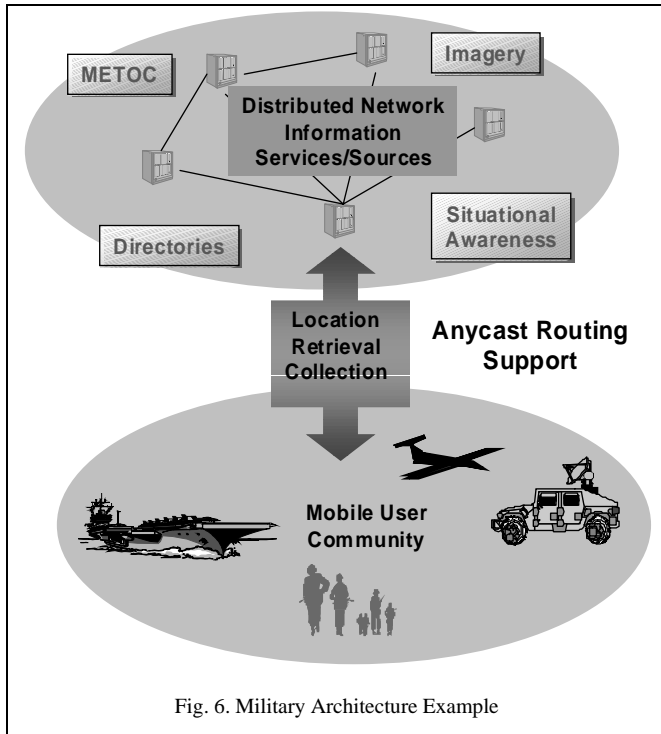 METOC
Imagery
Distributed Network
Information
Services/Sources
Directories
Situational
Awareness
Location
Retrieval
Collection
Anycast Routing
Support
Mobile User
Community
Fig. 6. Military Architecture Example